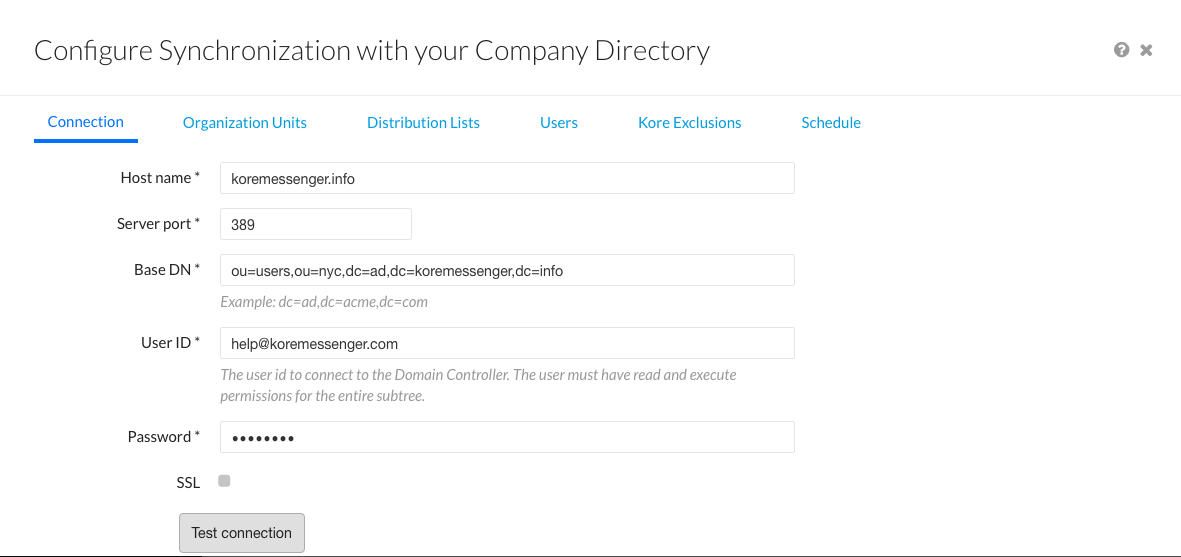 Configure Synchronization with your Company Directory
Connection Organization Units Distribution Lists Users Kore Exclusions Schedule
Host name * koremessenger.info
Server port * 389
Base DN * ou=users,ou=nyc,dc=ad,dc=koremessenger,dc=info
Example: dc=ad,dc=acme,dc=com
User ID * help@koremessenger.com
The user id to connect to the Domain Controller. The user must have read and execute
permissions for the entire subtree.
Password * ••••••••
SSL
Test connection